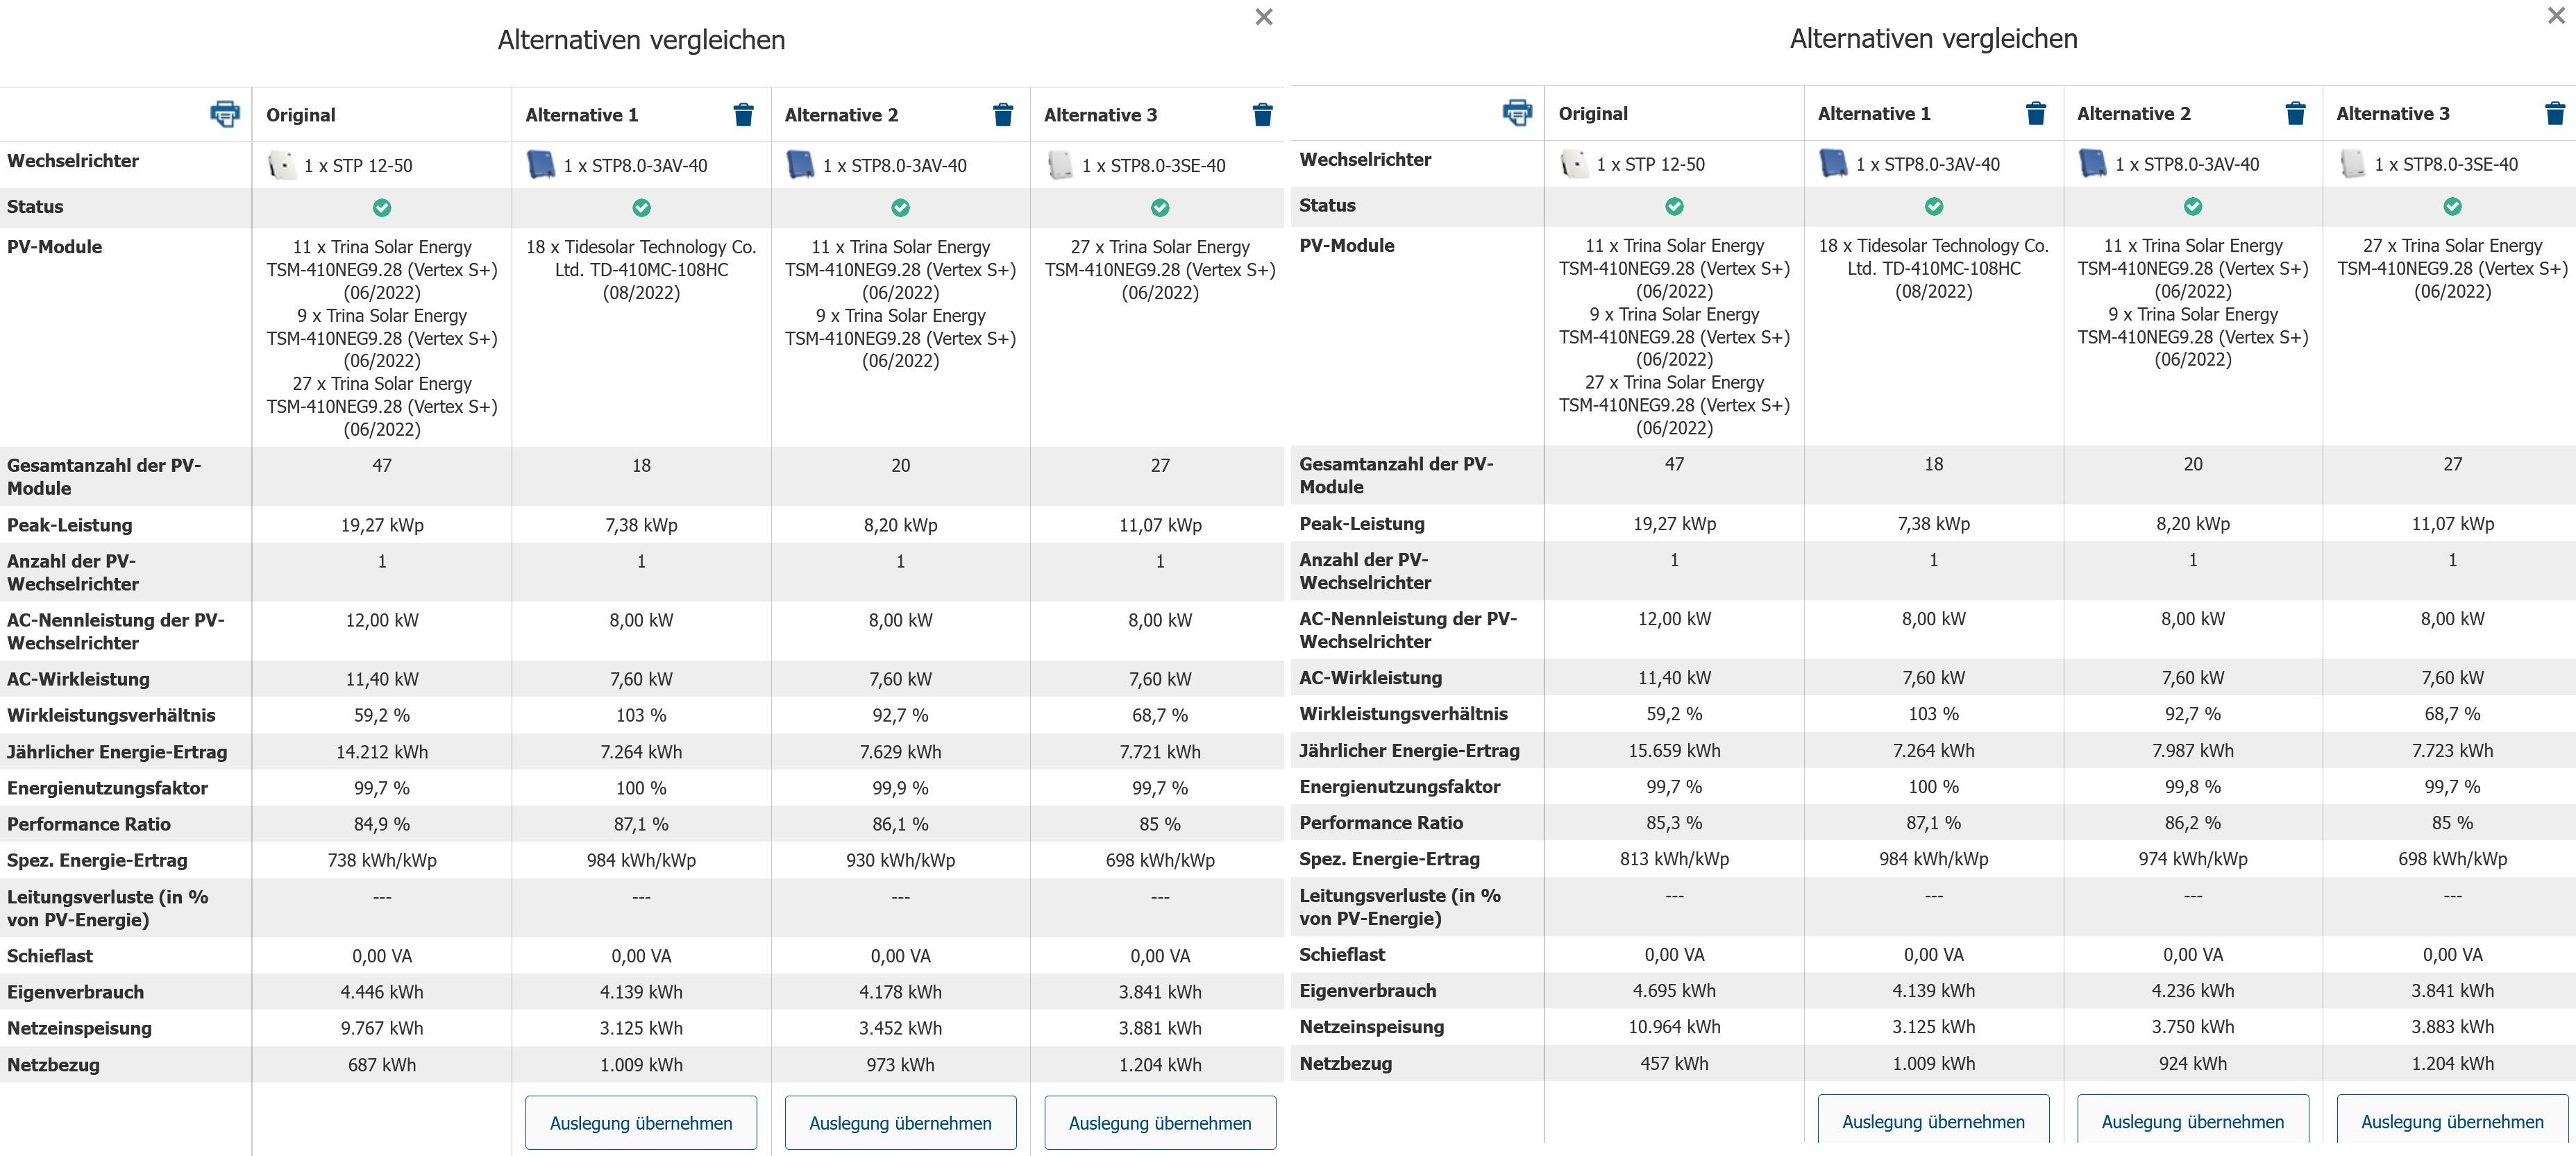 Alternativen vergleichen
Original Alternative 1 Alternative 2 Alternative 3
Wechselrichter 1 x STP 12-50 1 x STP8.0-3AV-40 1 x STP8.0-3AV-40 1 x STP8.0-3SE-40
Status
PV-Module 11 x Trina Solar Energy 18 x Tidesolar Technology Co. 11 x Trina Solar Energy 27 x Trina Solar Energy
TSM-410NEG9.28 (Vertex S+) Ltd. TD-410MC-108HC TSM-410NEG9.28 (Vertex S+) TSM-410NEG9.28 (Vertex S+)
(06/2022) (08/2022) (06/2022) (06/2022)
9 x Trina Solar Energy 9 x Trina Solar Energy
TSM-410NEG9.28 (Vertex S+) TSM-410NEG9.28 (Vertex S+)
(06/2022) (06/2022)
27 x Trina Solar Energy
TSM-410NEG9.28 (Vertex S+)
(06/2022)
Gesamtanzahl der PV- 47 18 20 27
Module
Peak-Leistung 19,27 kWp 7,38 kWp 8,20 kWp 11,07 kWp
Anzahl der PV- 1 1 1 1
Wechselrichter
AC-Nennleistung der PV- 12,00 kW 8,00 kW 8,00 kW 8,00 kW
Wechselrichter
AC-Wirkleistung 11,40 kW 7,60 kW 7,60 kW 7,60 kW
Wirkleistungsverhältnis 59,2 % 103 % 92,7 % 68,7 %
Jährlicher Energie-Ertrag 14.212 kWh 7.264 kWh 7.629 kWh 7.721 kWh
Energienutzungsfaktor 99,7 % 100 % 99,9 % 99,7 %
Performance Ratio 84,9 % 87,1 % 86,1 % 85 %
Spez. Energie-Ertrag 738 kWh/kWp 984 kWh/kWp 930 kWh/kWp 698 kWh/kWp
Leitungsverluste (in % --- --- --- ---
von PV-Energie)
Schieflast 0,00 VA 0,00 VA 0,00 VA 0,00 VA
Eigenverbrauch 4.446 kWh 4.139 kWh 4.178 kWh 3.841 kWh
Netzeinspeisung 9.767 kWh 3.125 kWh 3.452 kWh 3.881 kWh
Netzbezug 687 kWh 1.009 kWh 973 kWh 1.204 kWh
Auslegung übernehmen Auslegung übernehmen Auslegung übernehmen
Alternativen vergleichen
Original Alternative 1 Alternative 2 Alternative 3
Wechselrichter 1 x STP 12-50 1 x STP8.0-3AV-40 1 x STP8.0-3AV-40 1 x STP8.0-3SE-40
Status
PV-Module 11 x Trina Solar Energy 18 x Tidesolar Technology Co. 11 x Trina Solar Energy 27 x Trina Solar Energy
TSM-410NEG9.28 (Vertex S+) Ltd. TD-410MC-108HC TSM-410NEG9.28 (Vertex S+) TSM-410NEG9.28 (Vertex S+)
(06/2022) (08/2022) (06/2022) (06/2022)
9 x Trina Solar Energy 9 x Trina Solar Energy
TSM-410NEG9.28 (Vertex S+) TSM-410NEG9.28 (Vertex S+)
(06/2022) (06/2022)
27 x Trina Solar Energy
TSM-410NEG9.28 (Vertex S+)
(06/2022)
Gesamtanzahl der PV- 47 18 20 27
Module
Peak-Leistung 19,27 kWp 7,38 kWp 8,20 kWp 11,07 kWp
Anzahl der PV- 1 1 1 1
Wechselrichter
AC-Nennleistung der PV- 12,00 kW 8,00 kW 8,00 kW 8,00 kW
Wechselrichter
AC-Wirkleistung 11,40 kW 7,60 kW 7,60 kW 7,60 kW
Wirkleistungsverhältnis 59,2 % 103 % 92,7 % 68,7 %
Jährlicher Energie-Ertrag 15.659 kWh 7.264 kWh 7.987 kWh 7.723 kWh
Energienutzungsfaktor 99,7 % 100 % 99,8 % 99,7 %
Performance Ratio 85,3 % 87,1 % 86,2 % 85 %
Spez. Energie-Ertrag 813 kWh/kWp 984 kWh/kWp 974 kWh/kWp 698 kWh/kWp
Leitungsverluste (in % --- --- --- ---
von PV-Energie)
Schieflast 0,00 VA 0,00 VA 0,00 VA 0,00 VA
Eigenverbrauch 4.695 kWh 4.139 kWh 4.236 kWh 3.841 kWh
Netzeinspeisung 10.964 kWh 3.125 kWh 3.750 kWh 3.883 kWh
Netzbezug 457 kWh 1.009 kWh 924 kWh 1.204 kWh
Auslegung übernehmen Auslegung übernehmen Auslegung übernehmen